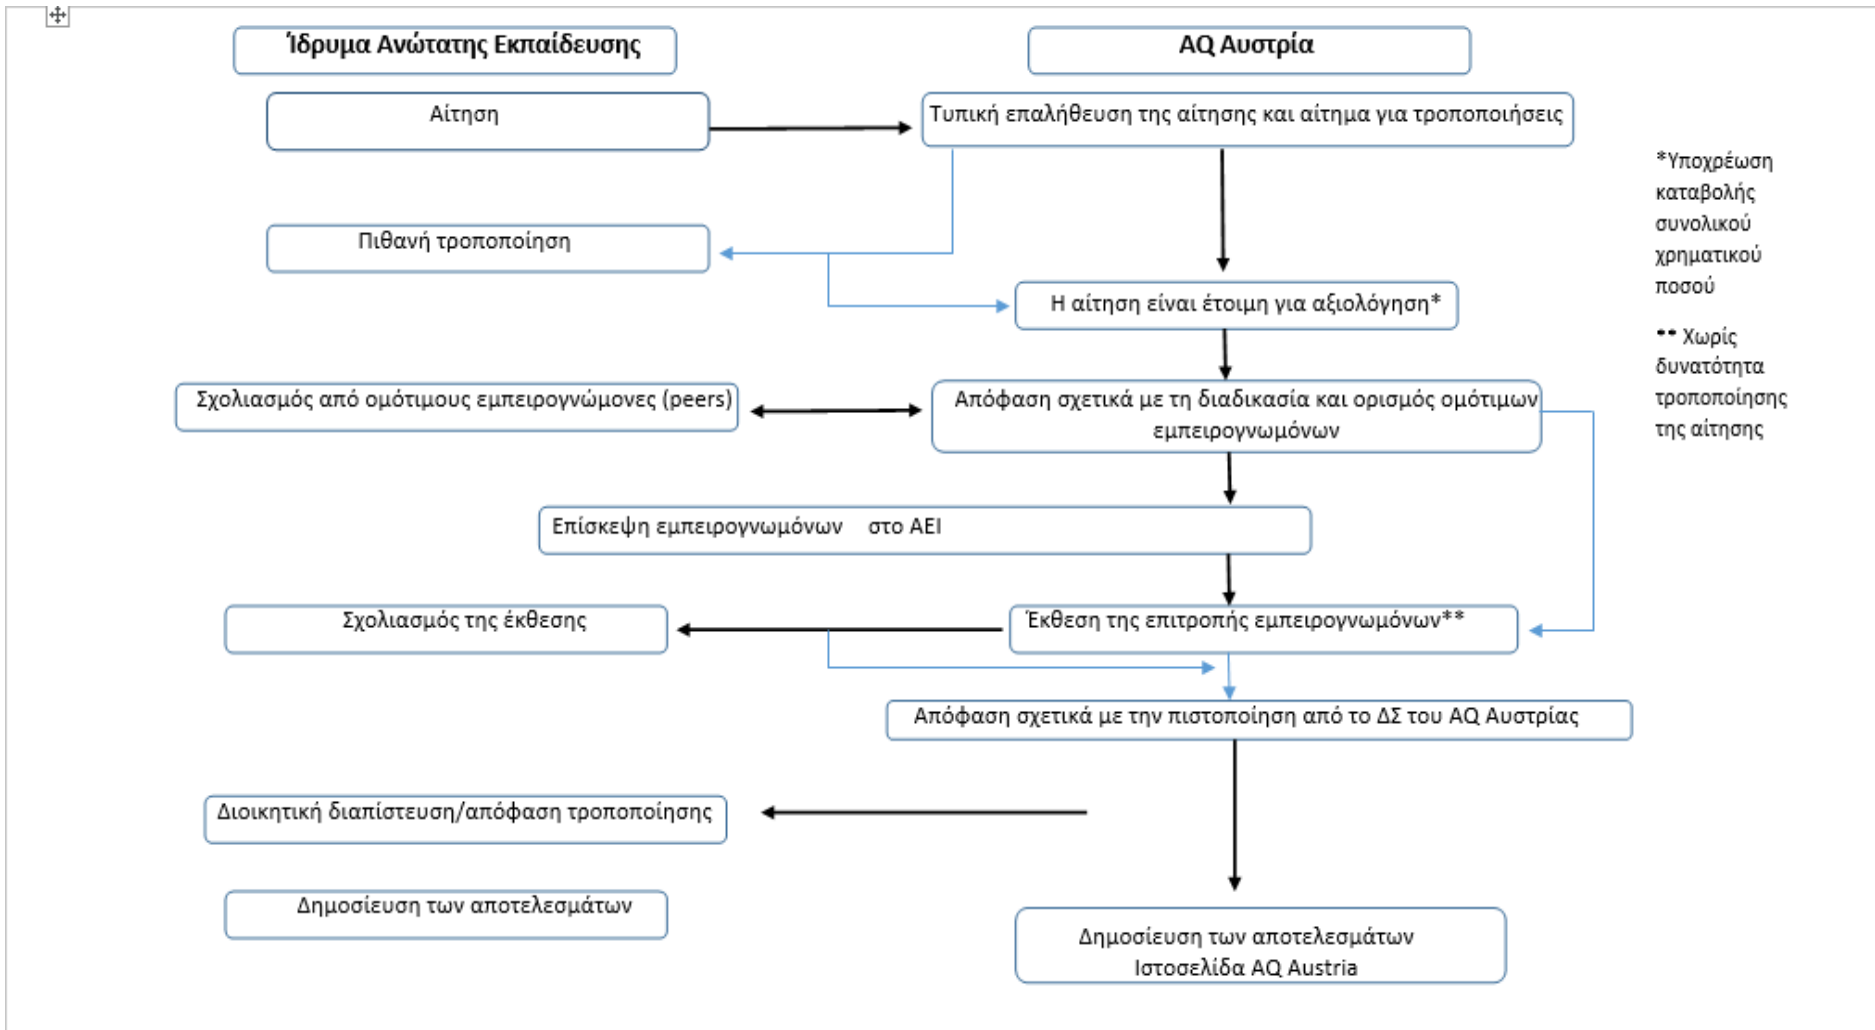 Ίδρυμα Ανώτατης Εκπαίδευσης
AQ Αυστρία
Αίτηση
Τυπική επαλήθευση της αίτησης και αίτημα για τροποποιήσεις
*Υποχρέωση
καταβολής
συνολικού
χρηματικού
ποσού
Πιθανή τροποποίηση
Η αίτηση είναι έτοιμη για αξιολόγηση*
** Χωρίς
δυνατότητα
τροποποίησης
της αίτησης
Σχολιασμός από ομότιμους εμπειρογνώμονες (peers)
Απόφαση σχετικά με τη διαδικασία και ορισμός ομότιμων
εμπειρογνωμόνων
Επίσκεψη εμπειρογνωμόνων στο ΑΕΙ
Σχολιασμός της έκθεσης
Έκθεση της επιτροπής εμπειρογνωμόνων**
Απόφαση σχετικά με την πιστοποίηση από το ΔΣ του AQ Αυστρίας
Διοικητική διαπίστευση/απόφαση τροποποίησης
Δημοσίευση των αποτελεσμάτων
Δημοσίευση των αποτελεσμάτων
Ιστοσελίδα AQ Austria